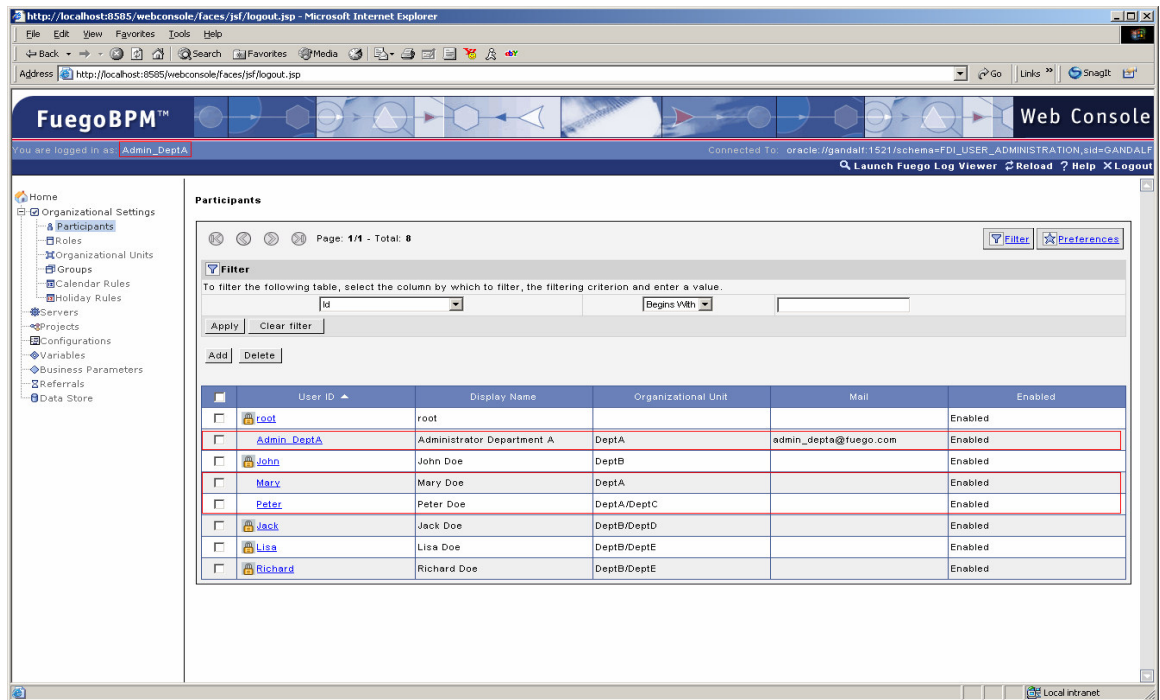 http://localhost:8585/webconsole/faces/jsf/logout.jsp - Microsoft Internet Explorer
File Edit View Favorites Tools Help
Back Search Favorites Media
Address http://localhost:8585/webconsole/faces/jsf/logout.jsp Go Links » SnagIt
FuegoBPM™ Web Console
You are logged in as: Admin_DeptA Connected To: oracle://gandalf:1521/schema=FDI_USER_ADMINISTRATION,sid=GANDALF
Launch Fuego Log Viewer Reload ? Help Logout
Home
Organizational Settings
Participants
Roles
Organizational Units
Groups
Calendar Rules
Holiday Rules
Servers
Projects
Configurations
Variables
Business Parameters
Referrals
Data Store
Participants
Page: 1/1 - Total: 8 Filter Preferences
Filter
To filter the following table, select the column by which to filter, the filtering criterion and enter a value.
Id Begins With
Apply Clear filter
Add Delete
User ID Display Name Organizational Unit Mail Enabled
root root Enabled
Admin_DeptA Administrator Department A DeptA admin_depta@fuego.com Enabled
John John Doe DeptB Enabled
Mary Mary Doe DeptA Enabled
Peter Peter Doe DeptA/DeptC Enabled
Jack Jack Doe DeptB/DeptD Enabled
Lisa Lisa Doe DeptB/DeptE Enabled
Richard Richard Doe DeptB/DeptE Enabled
Local intranet